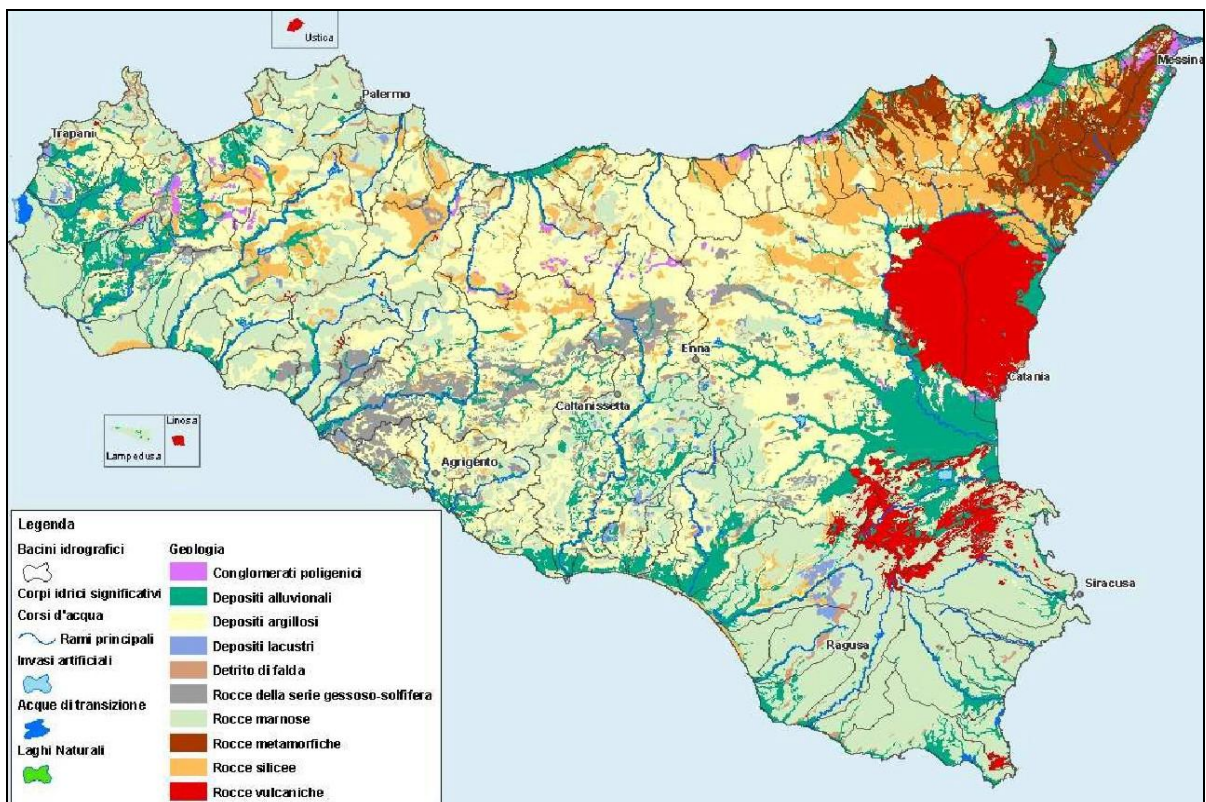 Ustica
Messina
Palermo
Trapani
Enna
Catania
Caltanissetta
Linosa
Lampedusa
Agrigento
Siracusa
Ragusa
Legenda
Bacini idrografici
Corpi idrici significativi
Corsi d'acqua
Rami principali
Invasi artificiali
Acque di transizione
Laghi Naturali
Geologia
Conglomerati poligenici
Depositi alluvionali
Depositi argillosi
Depositi lacustri
Detrito di falda
Rocce della serie gessoso-solfifera
Rocce marnose
Rocce metamorfiche
Rocce silicee
Rocce vulcaniche